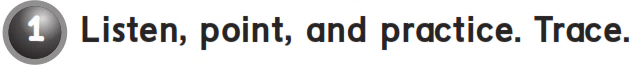 1 Listen, point, and practice. Trace.